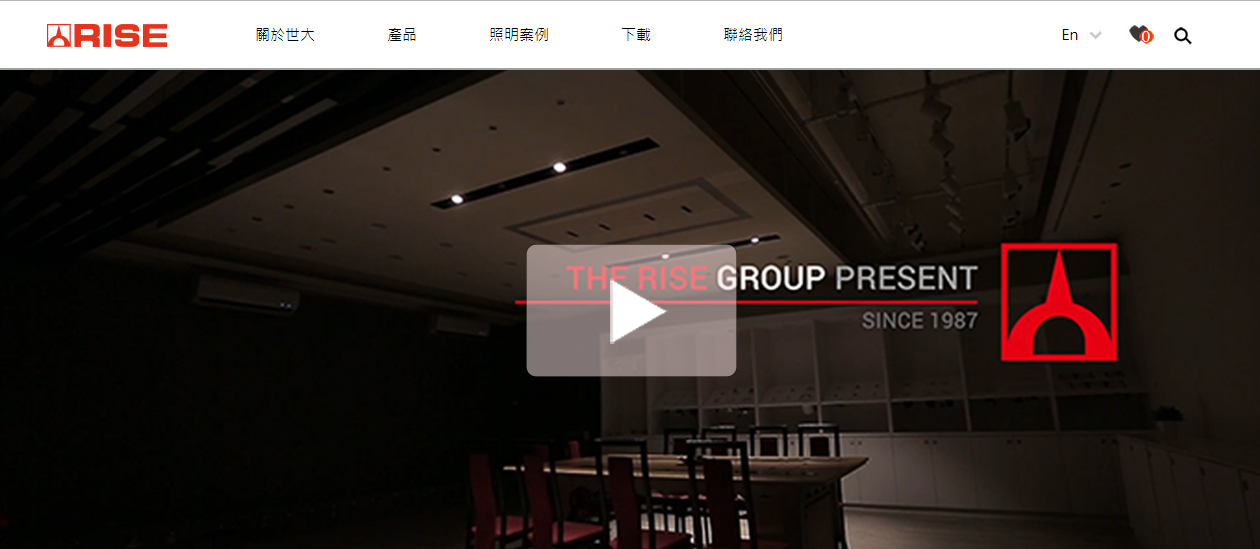 RISE
關於世大
產品
照明案例
下載
聯絡我們
En
0
THE RISE GROUP PRESENT
SINCE 1987